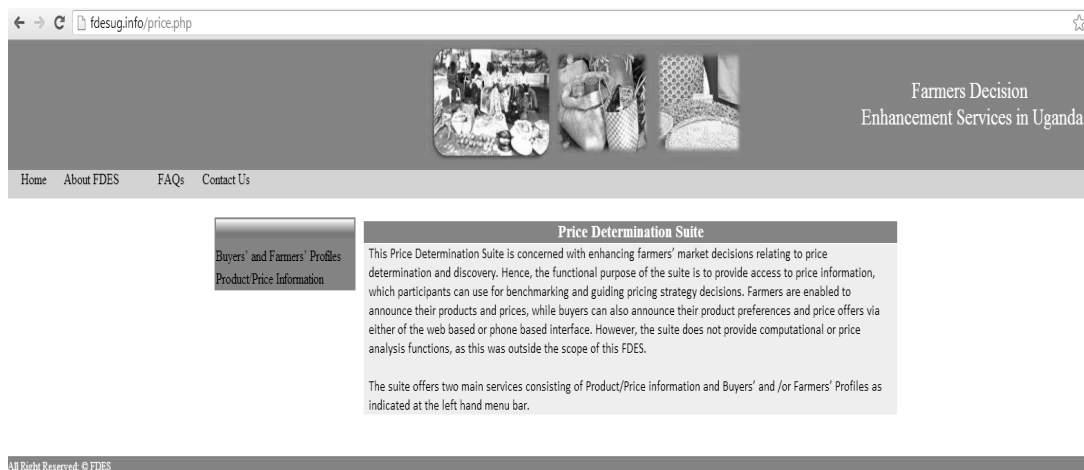 fdesug.info/price.php
Farmers Decision
Enhancement Services in Uganda
Home About FDES FAQs Contact Us
Buyers' and Farmers' Profiles
Product/Price Information
Price Determination Suite
This Price Determination Suite is concerned with enhancing farmers' market decisions relating to price
determination and discovery. Hence, the functional purpose of the suite is to provide access to price information,
which participants can use for benchmarking and guiding pricing strategy decisions. Farmers are enabled to
announce their products and prices, while buyers can also announce their product preferences and price offers via
either of the web based or phone based interface. However, the suite does not provide computational or price
analysis functions, as this was outside the scope of this FDES.
The suite offers two main services consisting of Product/Price information and Buyers' and /or Farmers' Profiles as
indicated at the left hand menu bar.
All Right Reserved: © FDES